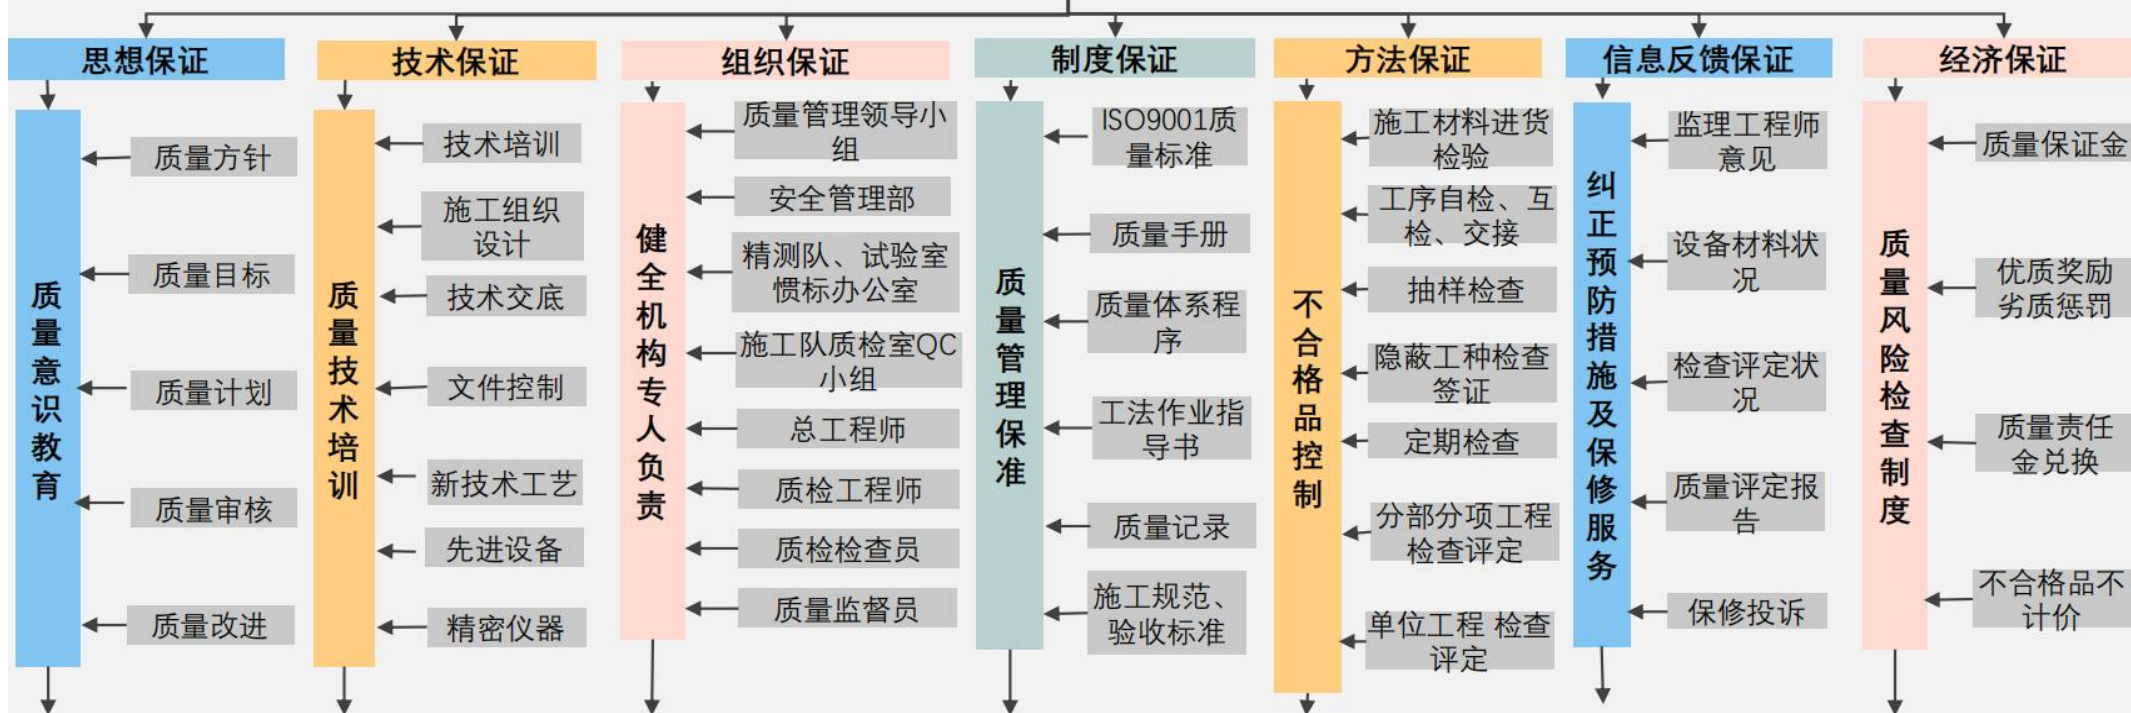 思想保证
技术保证
组织保证
制度保证
方法保证
信息反馈保证
经济保证
质量意识教育
质量方针
质量目标
质量计划
质量审核
质量改进
质量技术培训
技术培训
施工组织
设计
技术交底
文件控制
新技术工艺
先进设备
精密仪器
健全机构专人负责
质量管理领导小
组
安全管理部
精测队、试验室
惯标办公室
施工队质检室QC
小组
总工程师
质检工程师
质检检查员
质量监督员
质量管理保准
ISO9001质
量标准
质量手册
质量体系程
序
工法作业指
导书
质量记录
施工规范、
验收标准
不合格品控制
施工材料进货
检验
工序自检、互
检、交接
抽样检查
隐蔽工种检查
签证
定期检查
分部分项工程
检查评定
单位工程 检查
评定
纠正预防措施及保修服务
监理工程师
意见
设备材料状
况
检查评定状
况
质量评定报
告
保修投诉
质量风险检查制度
质量保证金
优质奖励
劣质惩罚
质量责任
金兑换
不合格品不
计价